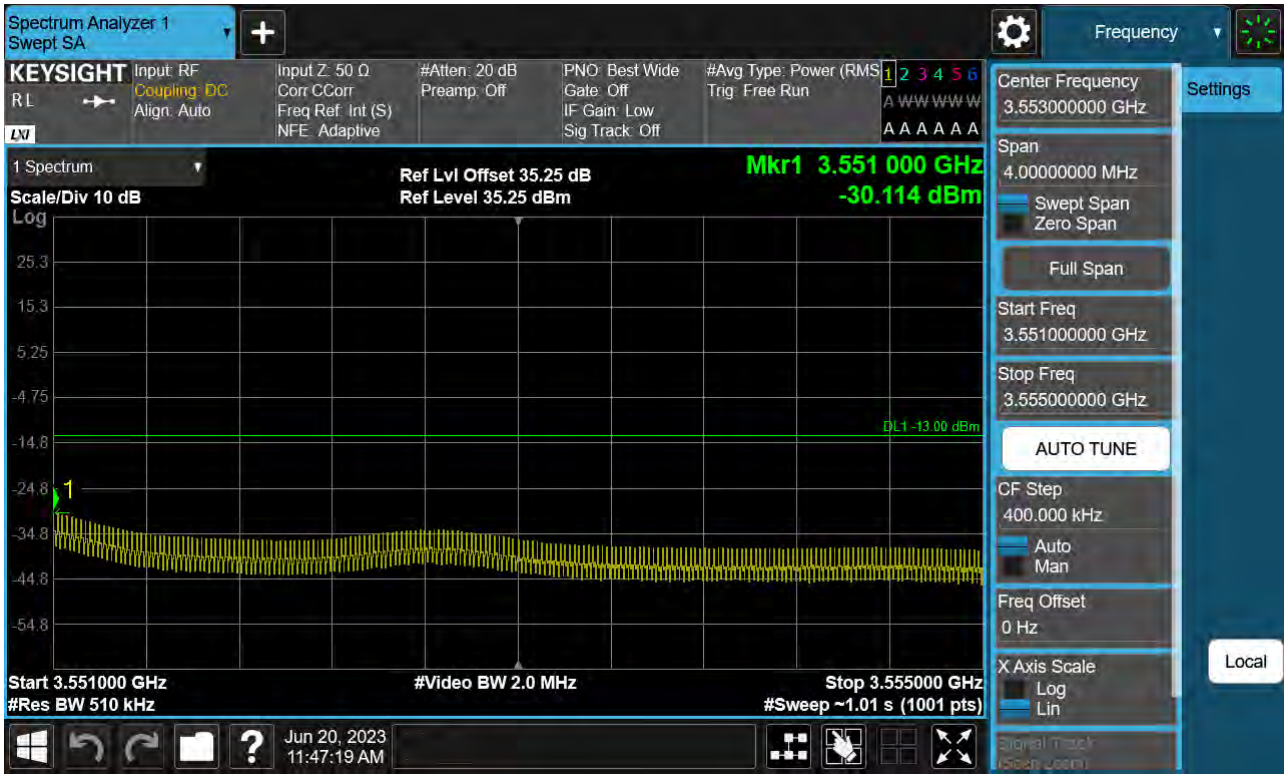 Spectrum Analyzer 1
Swept SA
+
Frequency
KEYSIGHT
RL
LXI
Input: RF
Coupling: DC
Align: Auto
Input Z: 50 Ω
Corr CCorr
Freq Ref: Int (S)
NFE: Adaptive
#Atten: 20 dB
Preamp: Off
PNO: Best Wide
Gate: Off
IF Gain: Low
Sig Track: Off
#Avg Type: Power (RMS
Trig: Free Run
1 2 3 4 5 6
A W W W W W
A A A A A A
1 Spectrum
Scale/Div 10 dB
Log
Ref Lvl Offset 35.25 dB
Ref Level 35.25 dBm
Mkr1 3.551 000 GHz
-30.114 dBm
25.3
15.3
5.25
-4.75
-14.8
-24.8
-34.8
-44.8
-54.8
DL1 -13.00 dBm
1
Start 3.551000 GHz
#Res BW 510 kHz
#Video BW 2.0 MHz
Stop 3.555000 GHz
#Sweep ~1.01 s (1001 pts)
Center Frequency
3.553000000 GHz
Span
4.00000000 MHz
Swept Span
Zero Span
Full Span
Start Freq
3.551000000 GHz
Stop Freq
3.555000000 GHz
AUTO TUNE
CF Step
400.000 kHz
Auto
Man
Freq Offset
0 Hz
X Axis Scale
Log
Lin
Signal Track
(Span Zoom)
Settings
Local
?
Jun 20, 2023
11:47:19 AM